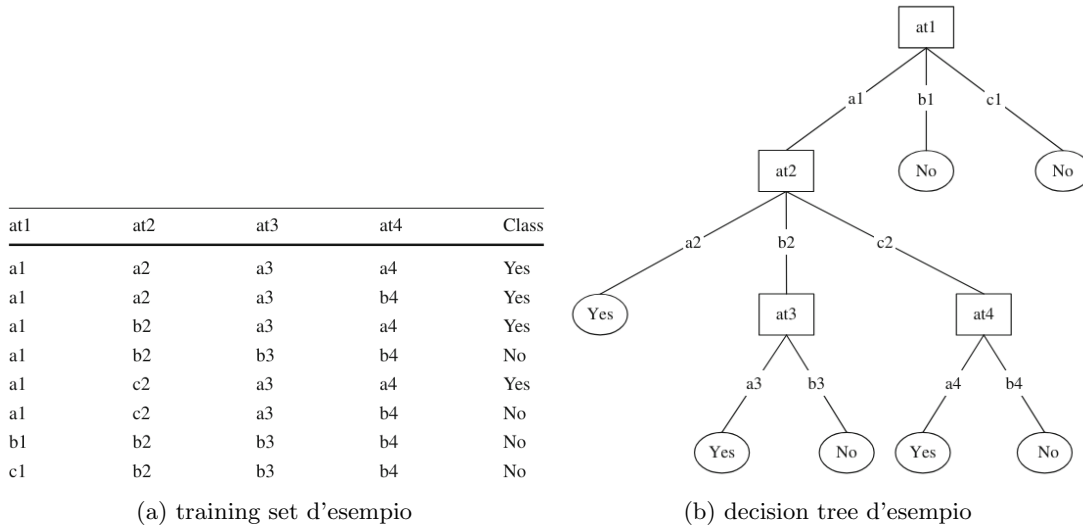 at1 at2 at3 at4 Class
a1 a2 a3 a4 Yes
a1 a2 a3 b4 Yes
a1 b2 a3 a4 Yes
a1 b2 b3 b4 No
a1 c2 a3 a4 Yes
a1 c2 a3 b4 No
b1 b2 b3 b4 No
c1 b2 b3 b4 No
(a) training set d'esempio
at1
a1 b1 c1
at2 No No
a2 b2 c2
Yes at3 at4
a3 b3 a4 b4
Yes No Yes No
(b) decision tree d'esempio